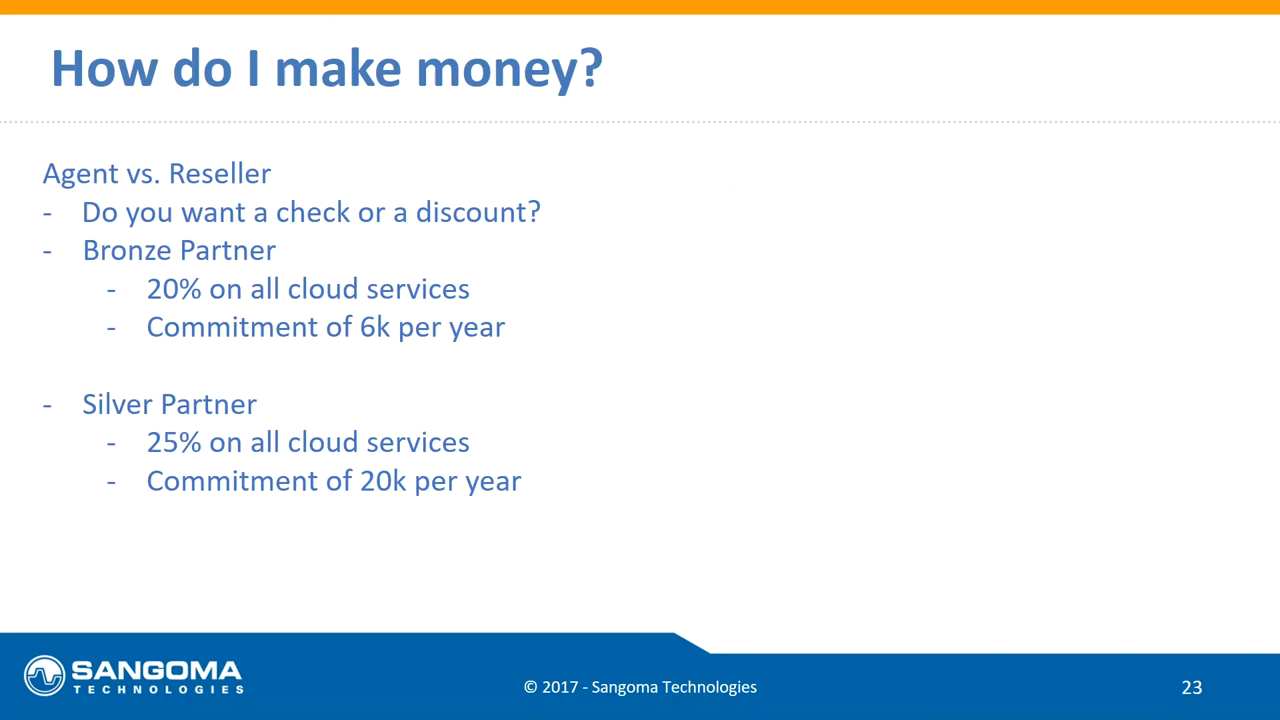 How do I make money?
Agent vs. Reseller
- Do you want a check or a discount?
- Bronze Partner
- 20% on all cloud services
- Commitment of 6k per year
- Silver Partner
- 25% on all cloud services
- Commitment of 20k per year
SANGOMA
TECHNOLOGIES
© 2017 - Sangoma Technologies
23